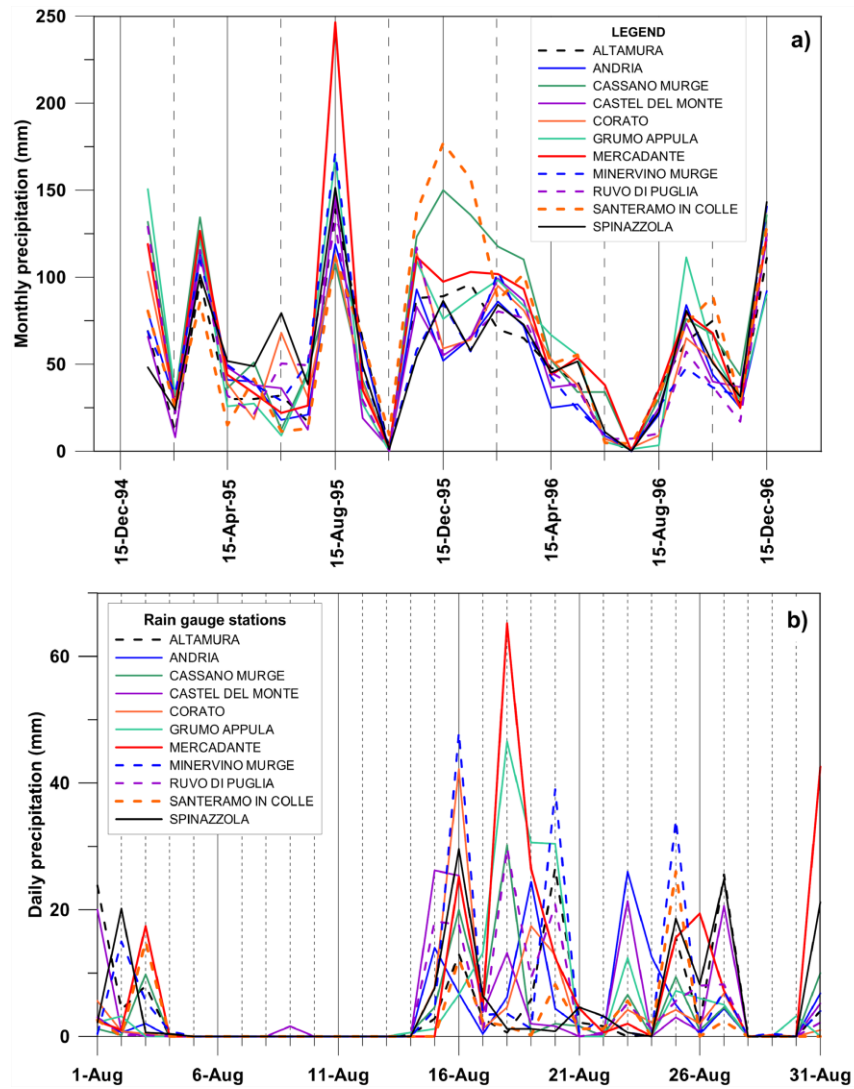 a)
Monthly precipitation (mm)
250
200
150
100
50
0
LEGEND
ALTAMURA
ANDRIA
CASSANO MURGE
CASTEL DEL MONTE
CORATO
GRUMO APPULA
MERCADANTE
MINERVINO MURGE
RUVO DI PUGLIA
SANTERAMO IN COLLE
SPINAZZOLA
15-Dec-94
15-Apr-95
15-Aug-95
15-Dec-95
15-Apr-96
15-Aug-96
15-Dec-96
b)
Daily precipitation (mm)
60
40
20
0
Rain gauge stations
ALTAMURA
ANDRIA
CASSANO MURGE
CASTEL DEL MONTE
CORATO
GRUMO APPULA
MERCADANTE
MINERVINO MURGE
RUVO DI PUGLIA
SANTERAMO IN COLLE
SPINAZZOLA
1-Aug
6-Aug
11-Aug
16-Aug
21-Aug
26-Aug
31-Aug